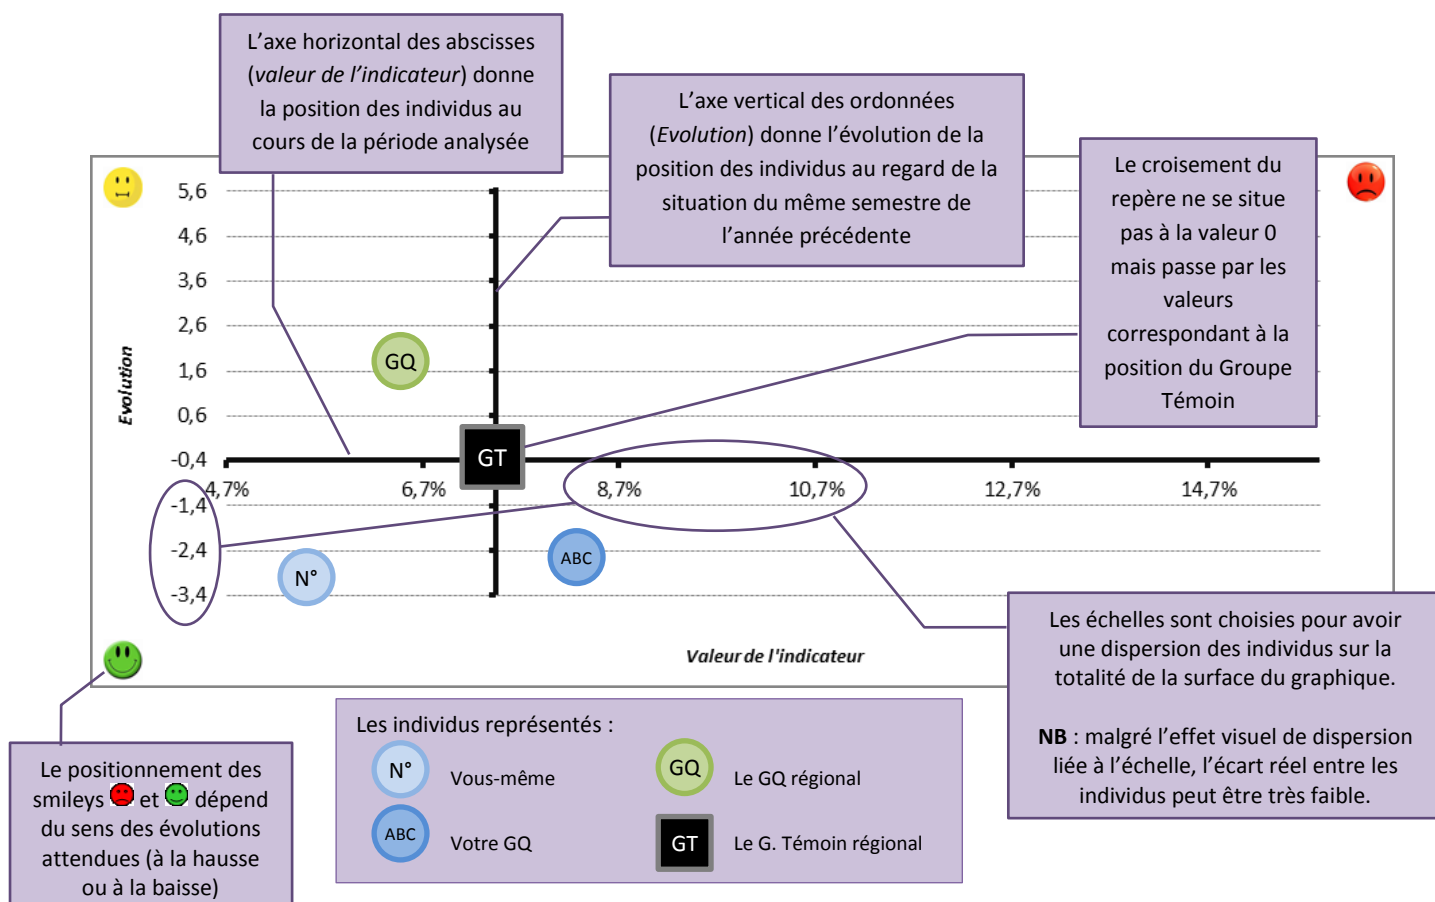 L’axe horizontal des abscisses
(valeur de l’indicateur) donne
la position des individus au
cours de la période analysée
L’axe vertical des ordonnées
(Evolution) donne l’évolution de la
position des individus au regard de la
situation du même semestre de
l’année précédente
Le croisement du
repère ne se situe
pas à la valeur 0
mais passe par les
valeurs
correspondant à la
position du Groupe
Témoin
Evolution
5,6
4,6
3,6
2,6
1,6
0,6
-0,4
-1,4
-2,4
-3,4
GQ
GT
4,7%
6,7%
8,7%
10,7%
12,7%
14,7%
N°
ABC
Valeur de l'indicateur
Les échelles sont choisies pour avoir
une dispersion des individus sur la
totalité de la surface du graphique.
NB : malgré l’effet visuel de dispersion
liée à l’échelle, l’écart réel entre les
individus peut être très faible.
Les individus représentés :
N°
Vous-même
GQ
Le GQ régional
ABC
Votre GQ
GT
Le G. Témoin régional
Le positionnement des
smileys et dépend
du sens des évolutions
attendues (à la hausse
ou à la baisse)